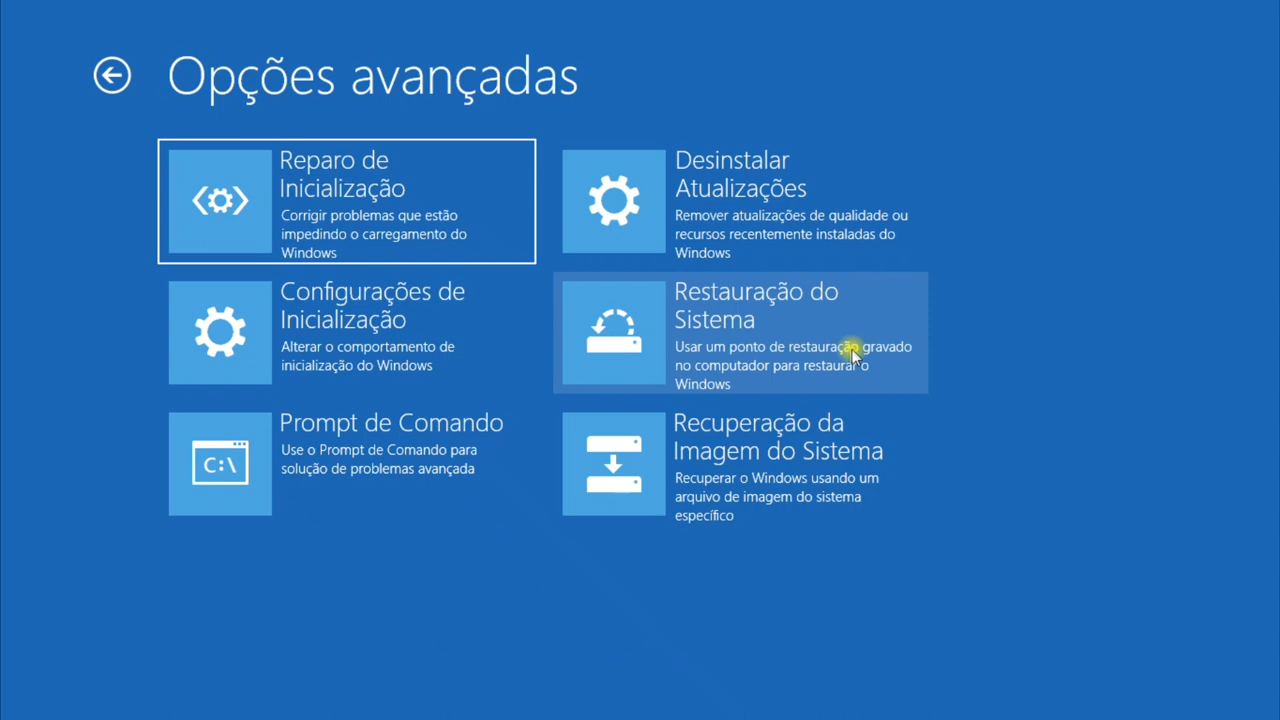 Opções avançadas
Reparo de
Inicialização
Corrigir problemas que estão
impedindo o carregamento do
Windows
Desinstalar
Atualizações
Remover atualizações de qualidade ou
recursos recentemente instaladas do
Windows
Configurações de
Inicialização
Alterar o comportamento de
inicialização do Windows
Restauração do
Sistema
Usar um ponto de restauração gravado
no computador para restaurar o
Windows
C:\
Prompt de Comando
Use o Prompt de Comando para
solução de problemas avançada
Recuperação da
Imagem do Sistema
Recuperar o Windows usando um
arquivo de imagem do sistema
específico